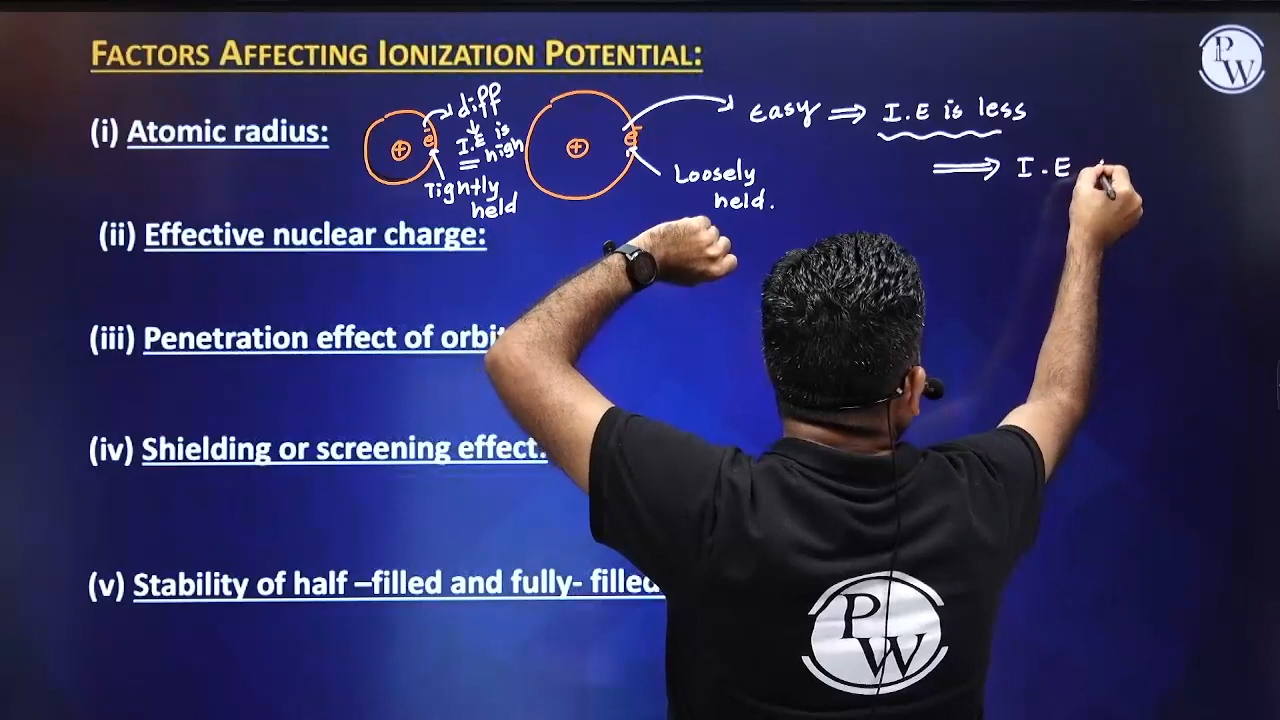 FACTORS AFFECTING IONIZATION POTENTIAL:
PW
(i) Atomic radius:
diff
I.E is
high
Tightly
held
easy ⇒ I.E is less
⇒ I.E
Loosely
held.
(ii) Effective nuclear charge:
(iii) Penetration effect of orbit
(iv) Shielding or screening effect:
(v) Stability of half –filled and fully- filled
PW